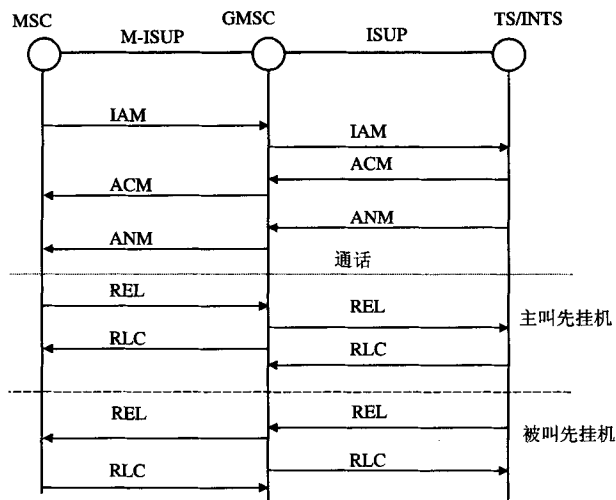 MSC GMSC TS/INTS
M-ISUP ISUP
IAM
IAM
ACM
ACM
ANM
ANM
通话
REL
REL
主叫先挂机
RLC
RLC
REL
REL
被叫先挂机
RLC
RLC